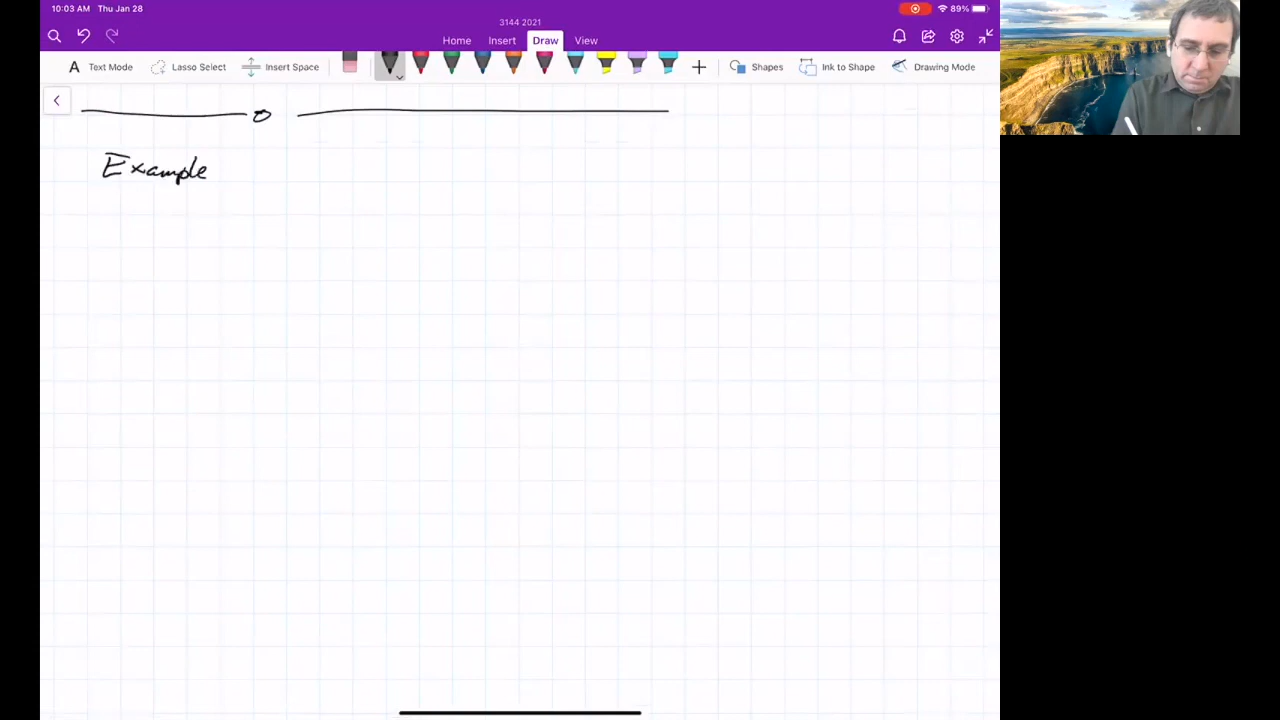 10:03 AM Thu Jan 28
89%
3144 2021
Home Insert Draw View
A Text Mode Lasso Select Insert Space Shapes Ink to Shape Drawing Mode
Example